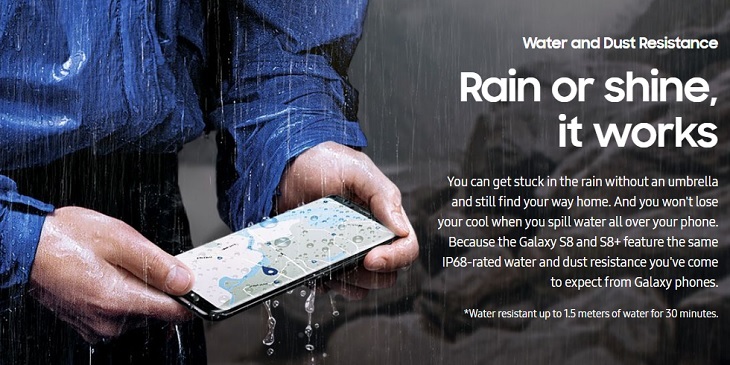 Water and Dust Resistance
Rain or shine,
it works
You can get stuck in the rain without an umbrella
and still find your way home. And you won't lose
your cool when you spill water all over your phone.
Because the Galaxy S8 and S8+ feature the same
IP68-rated water and dust resistance you've come
to expect from Galaxy phones.
*Water resistant up to 1.5 meters of water for 30 minutes.